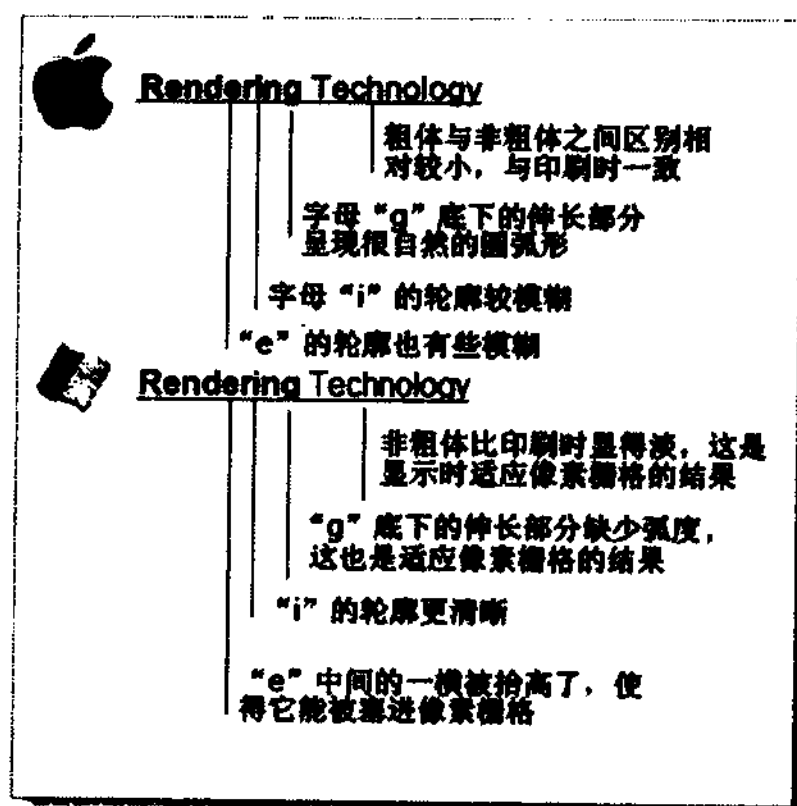 Rendering Technology
粗体与非粗体之间区别相
对较小，与印刷时一致
字母“g”底下的伸长部分
显现很自然的圆弧形
字母“i”的轮廓较模糊
“e”的轮廓也有些模糊
Rendering Technology
非粗体比印刷时显得淡，这是
显示时适应像素栅格的结果
“g”底下的伸长部分缺少弧度，
这也是适应像素栅格的结果
“i”的轮廓更清晰
“e”中间的一横被抬高了，使
得它能被塞进像素栅格